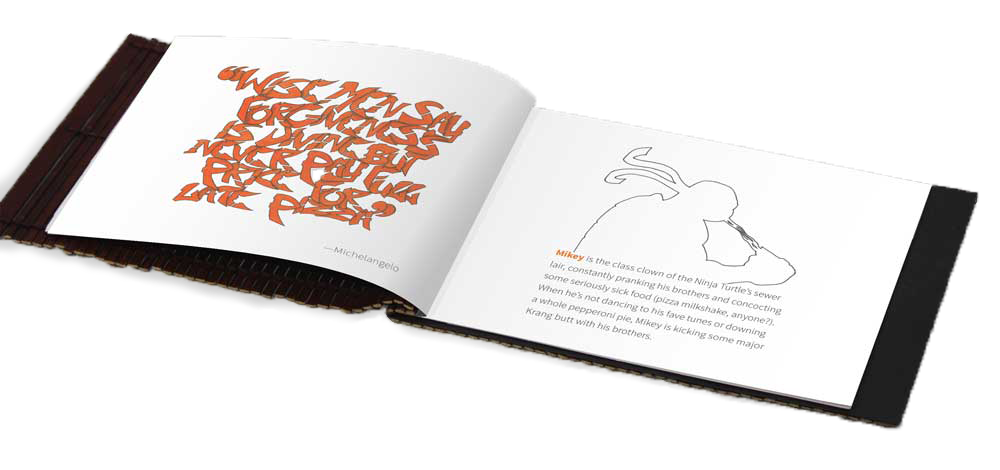 “WISE MEN SAY
FORGIVENESS
IS DIVINE BUT
NEVER PAY FULL
PRICE FOR
LATE PIZZA”
—Michelangelo
Mikey is the class clown of the Ninja Turtle's sewer
lair, constantly pranking his brothers and concocting
some seriously sick food (pizza milkshake, anyone?).
When he's not dancing to his fave tunes or downing
a whole pepperoni pie, Mikey is kicking some major
Krang butt with his brothers.